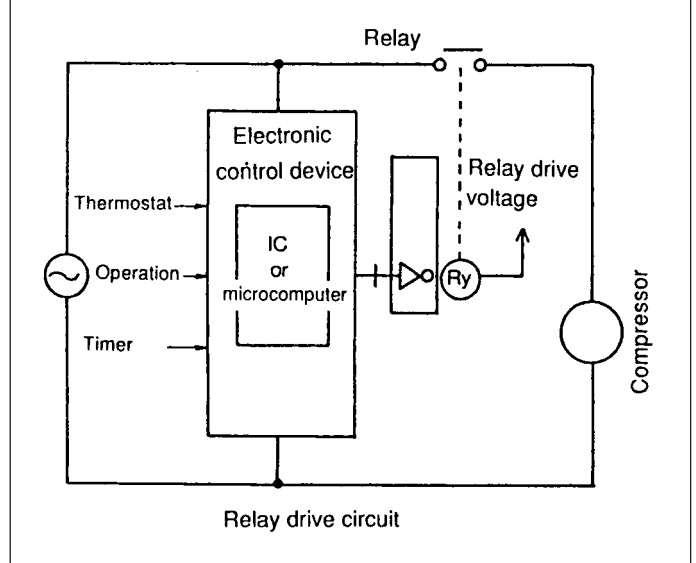 Relay
Electronic
control device
Relay drive
voltage
Thermostat
IC
or
microcomputer
Operation
Ry
Timer
Compressor
Relay drive circuit